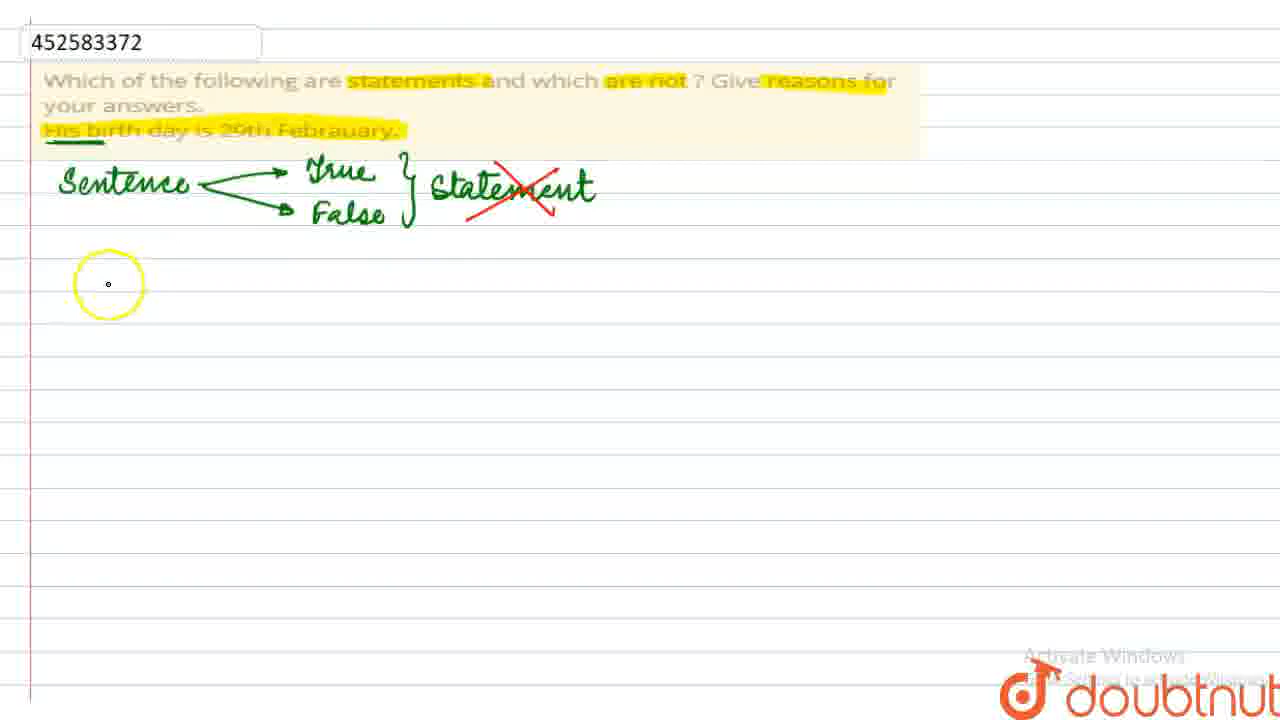 452583372
Which of the following are statements and which are not ? Give reasons for
your answers.
His birth day is 29th Febrauary.
Sentence True } Statement
False
Activate Windows
doubtnut